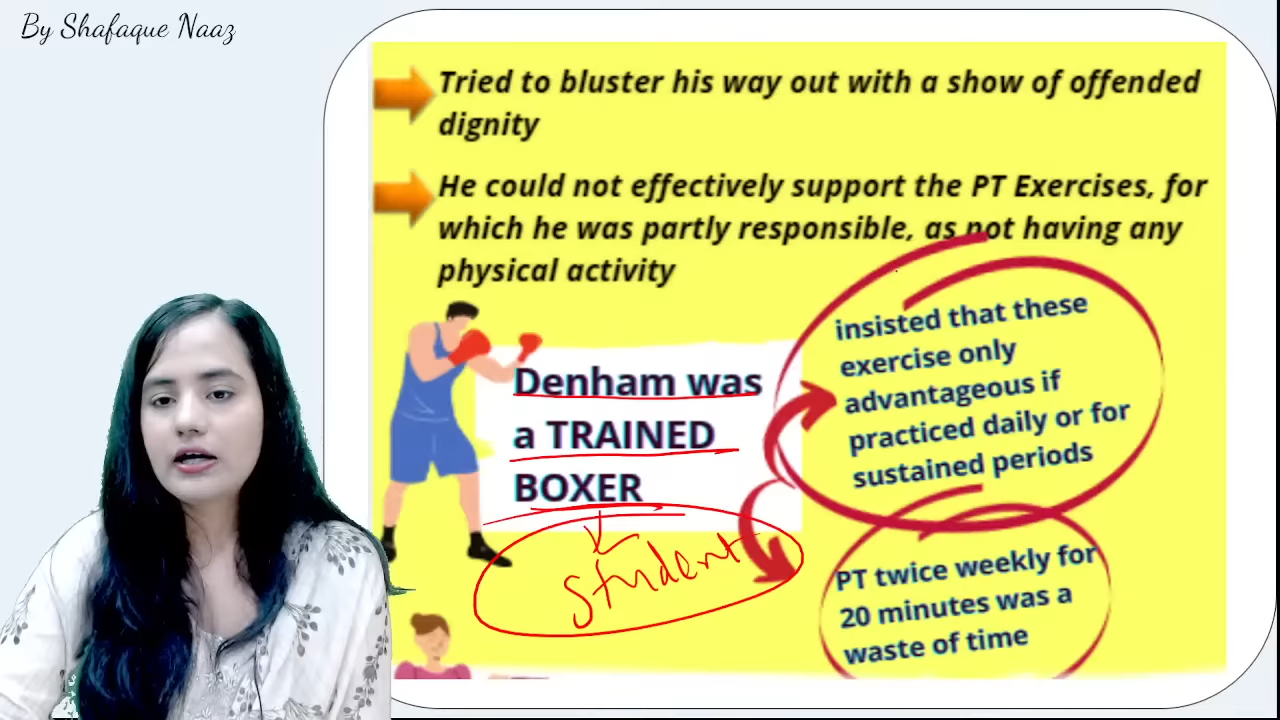 By Shafaque Naaz
Tried to bluster his way out with a show of offended
dignity
He could not effectively support the PT Exercises, for
which he was partly responsible, as not having any
physical activity
Denham was
a TRAINED
BOXER
Student
insisted that these
exercise only
advantageous if
practiced daily or for
sustained periods
PT twice weekly for
20 minutes was a
waste of time